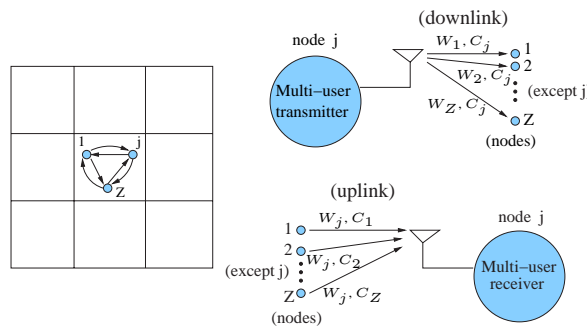 1
j
Z
(downlink)
node j
Multi–user
transmitter
W_1, C_j
W_2, C_j
W_Z, C_j
1
2
(except j)
Z
(nodes)
(uplink)
1
2
(except j)
Z
(nodes)
W_j, C_1
W_j, C_2
W_j, C_Z
node j
Multi–user
receiver